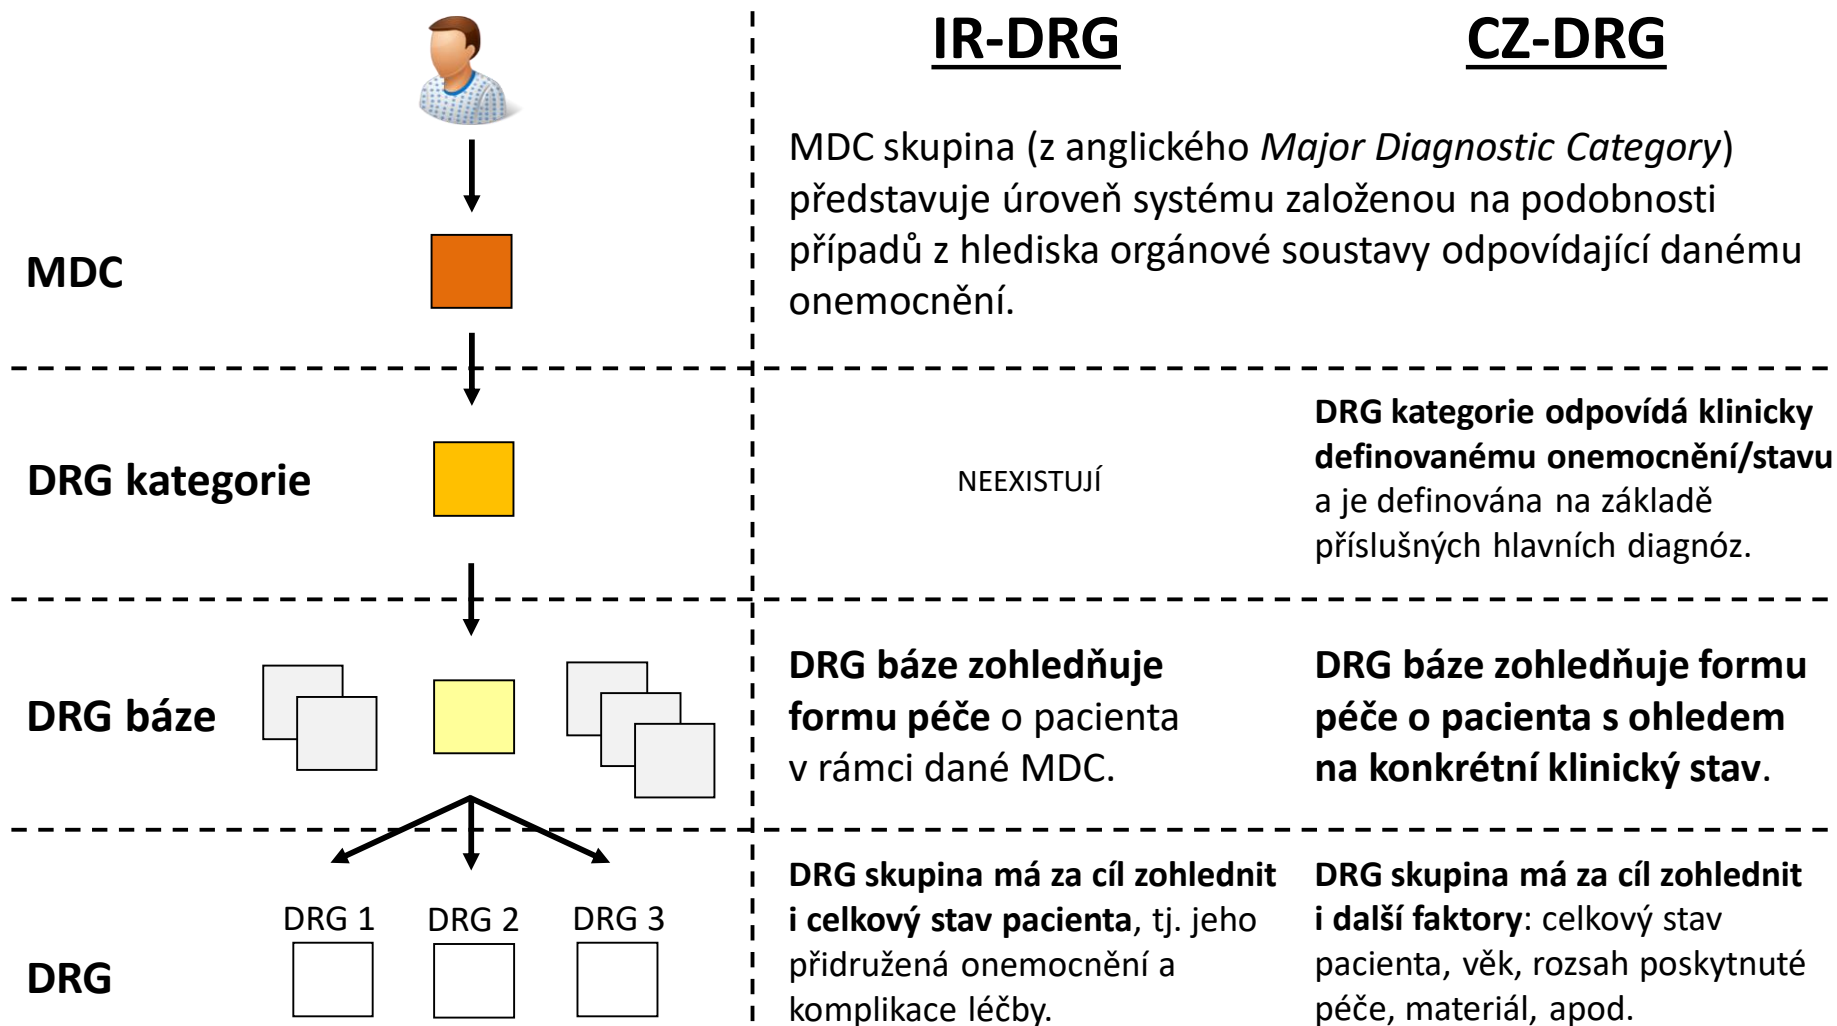 IR-DRG
CZ-DRG
MDC skupina (z anglického Major Diagnostic Category)
představuje úroveň systému založenou na podobnosti
případů z hlediska orgánové soustavy odpovídající danému
onemocnění.
MDC
DRG kategorie
NEEXISTUJÍ
DRG kategorie odpovídá klinicky
definovanému onemocnění/stavu
a je definována na základě
příslušných hlavních diagnóz.
DRG báze
DRG báze zohledňuje
formu péče o pacienta
v rámci dané MDC.
DRG báze zohledňuje formu
péče o pacienta s ohledem
na konkrétní klinický stav.
DRG
DRG 1
DRG 2
DRG 3
DRG skupina má za cíl zohlednit
i celkový stav pacienta, tj. jeho
přidružená onemocnění a
komplikace léčby.
DRG skupina má za cíl zohlednit
i další faktory: celkový stav
pacienta, věk, rozsah poskytnuté
péče, materiál, apod.